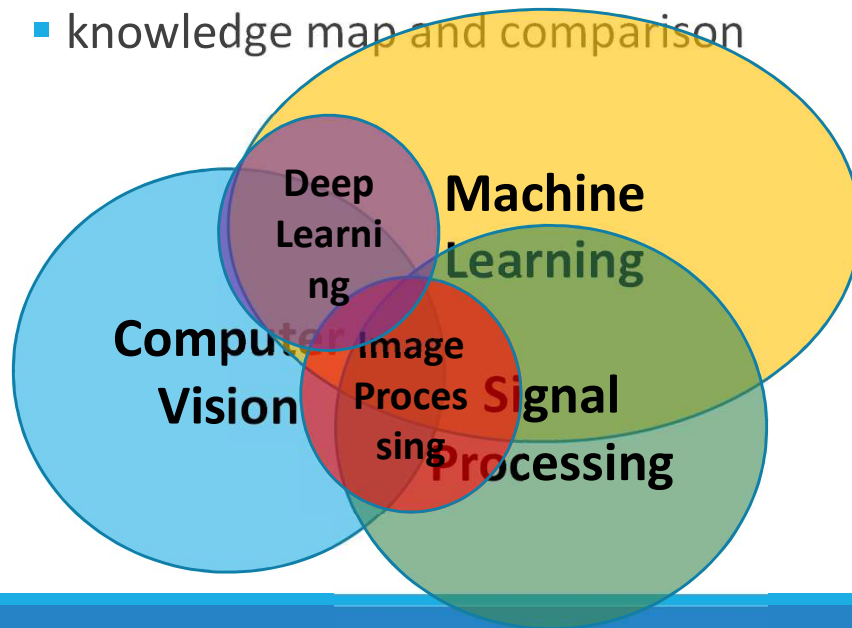 knowledge map and comparison
Deep
Learni
ng
Machine
Learning
Computer
Vision
Image
Proces
sing
Signal
Processing